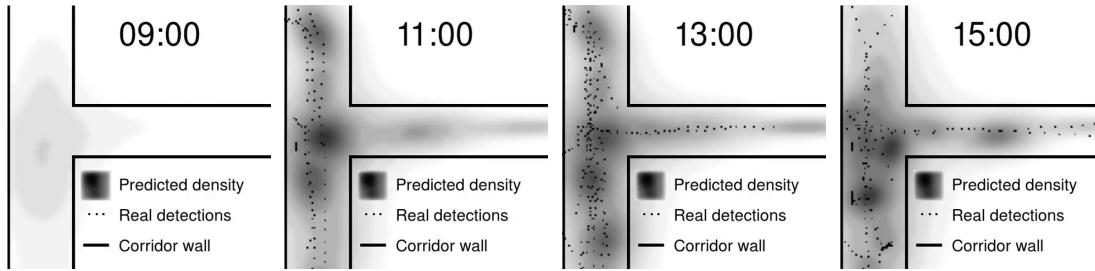 09:00
Predicted density
Real detections
Corridor wall
11:00
Predicted density
Real detections
Corridor wall
13:00
Predicted density
Real detections
Corridor wall
15:00
Predicted density
Real detections
Corridor wall